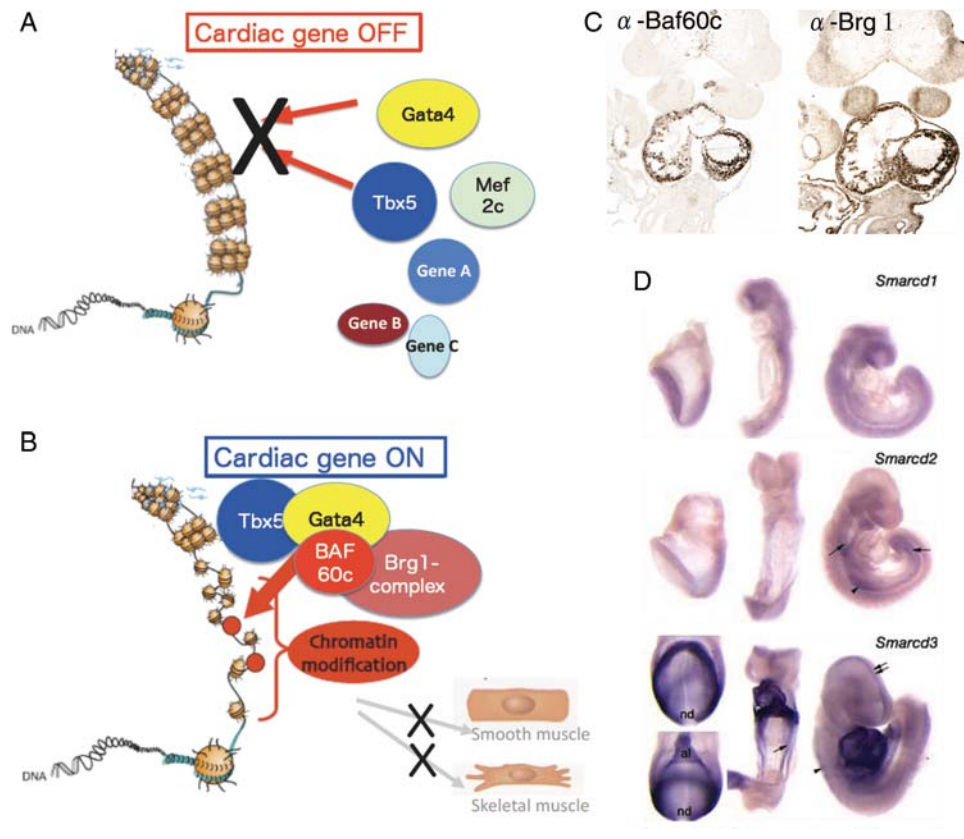 A
Cardiac gene OFF
Gata4
Tbx5
Mef
2c
Gene A
Gene B
Gene C
DNA
B
Cardiac gene ON
Tbx5
Gata4
BAF
60c
Brg1-
complex
Chromatin
modification
Smooth muscle
Skeletal muscle
DNA
C
α-Baf60c
α-Brg 1
D
Smarcd1
Smarcd2
Smarcd3
nd
al
nd